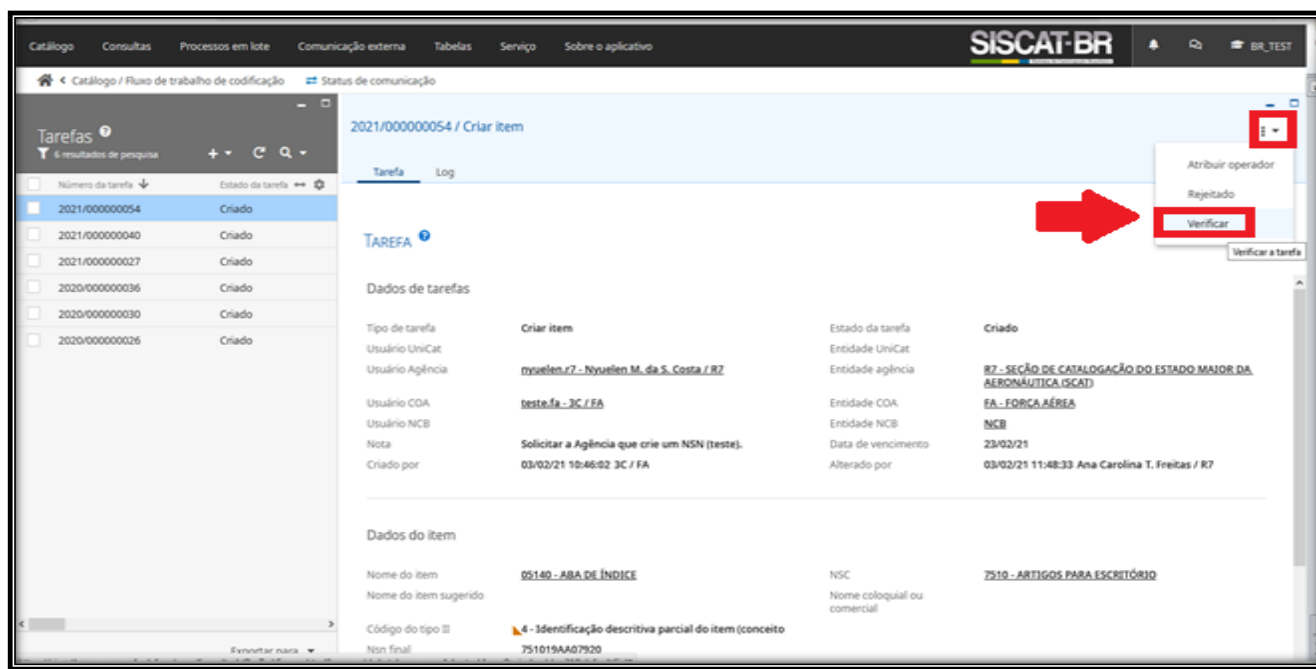 Catálogo Consultas Processos em lote Comunicação externa Tabelas Serviço Sobre o aplicativo SISCAT-BR BR_TEST
Catálogo / Fluxo de trabalho de codificação Status de comunicação
Tarefas
6 resultados de pesquisa
Número da tarefa Estado da tarefa
2021/000000054 Criado
2021/000000040 Criado
2021/000000027 Criado
2020/000000036 Criado
2020/000000030 Criado
2020/000000026 Criado
Exportar para
2021/000000054 / Criar item
Tarefa Log
Atribuir operador
Rejeitado
Verificar
Verificar a tarefa
TAREFA
Dados de tarefas
Tipo de tarefa Criar item Estado da tarefa Criado
Usuário UniCat Entidade UniCat
Usuário Agência nyuelen.r7 - Nyuelen M. da S. Costa / R7 Entidade agência R7 - SEÇÃO DE CATALOGAÇÃO DO ESTADO MAIOR DA
AERONÁUTICA (SCAT)
Usuário COA teste.fa - 3C / FA Entidade COA FA - FORÇA AÉREA
Usuário NCB Entidade NCB NCB
Nota Solicitar a Agência que crie um NSN (teste). Data de vencimento 23/02/21
Criado por 03/02/21 10:46:02 3C / FA Alterado por 03/02/21 11:48:33 Ana Carolina T. Freitas / R7
Dados do item
Nome do item 05140 - ABA DE ÍNDICE NSC 7510 - ARTIGOS PARA ESCRITÓRIO
Nome do item sugerido Nome coloquial ou
comercial
Código do tipo II 4 - Identificação descritiva parcial do item (conceito
Nsn final 751019AA07920